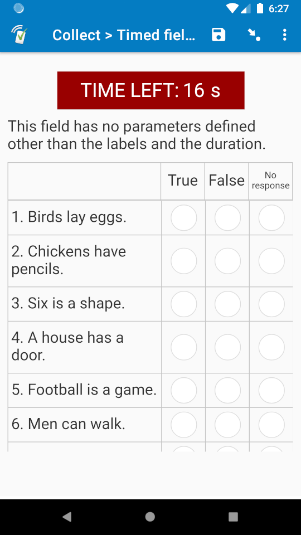 6:27
Collect > Timed fiel...
TIME LEFT: 16 s
This field has no parameters defined
other than the labels and the duration.
True False No
response
1. Birds lay eggs.
2. Chickens have
pencils.
3. Six is a shape.
4. A house has a
door.
5. Football is a game.
6. Men can walk.